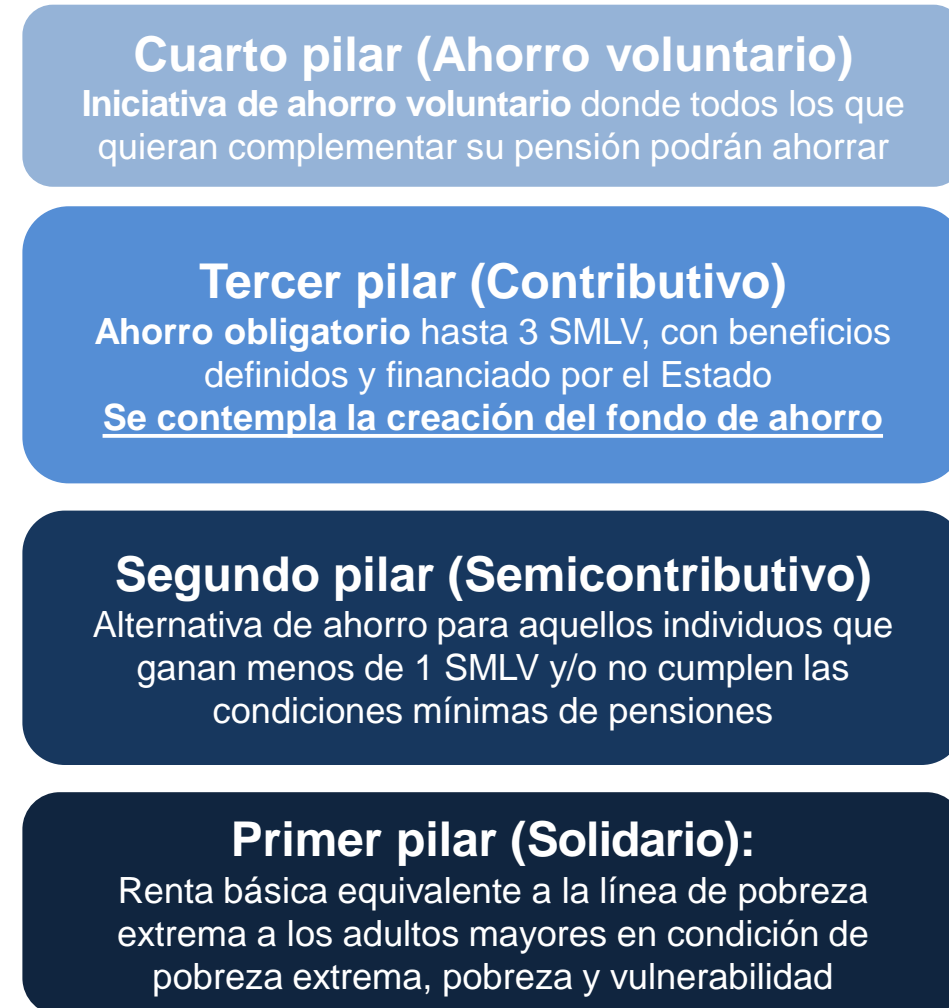 Cuarto pilar (Ahorro voluntario)
Iniciativa de ahorro voluntario donde todos los que
quieran complementar su pensión podrán ahorrar
Tercer pilar (Contributivo)
Ahorro obligatorio hasta 3 SMLV, con beneficios
definidos y financiado por el Estado
Se contempla la creación del fondo de ahorro
Segundo pilar (Semicontributivo)
Alternativa de ahorro para aquellos individuos que
ganan menos de 1 SMLV y/o no cumplen las
condiciones mínimas de pensiones
Primer pilar (Solidario):
Renta básica equivalente a la línea de pobreza
extrema a los adultos mayores en condición de
pobreza extrema, pobreza y vulnerabilidad